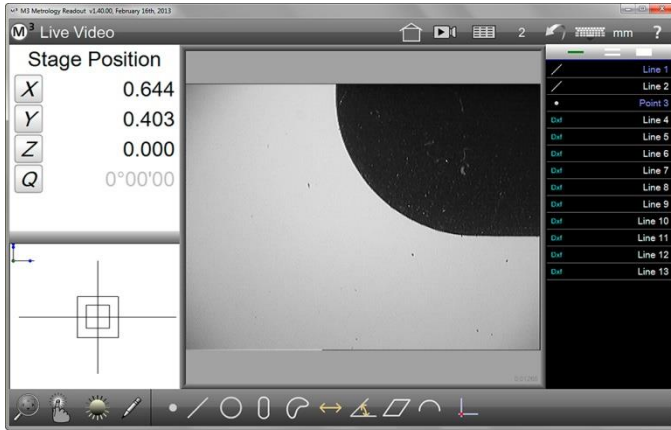 M3 Metrology Readout v1.40.00, February 16th, 2013
M3 Live Video
2
mm
?
Stage Position
X 0.644
Y 0.403
Z 0.000
Q 0°00'00
Line 1
Line 2
Point 3
Dxf Line 4
Dxf Line 5
Dxf Line 6
Dxf Line 7
Dxf Line 8
Dxf Line 9
Dxf Line 10
Dxf Line 11
Dxf Line 12
Dxf Line 13